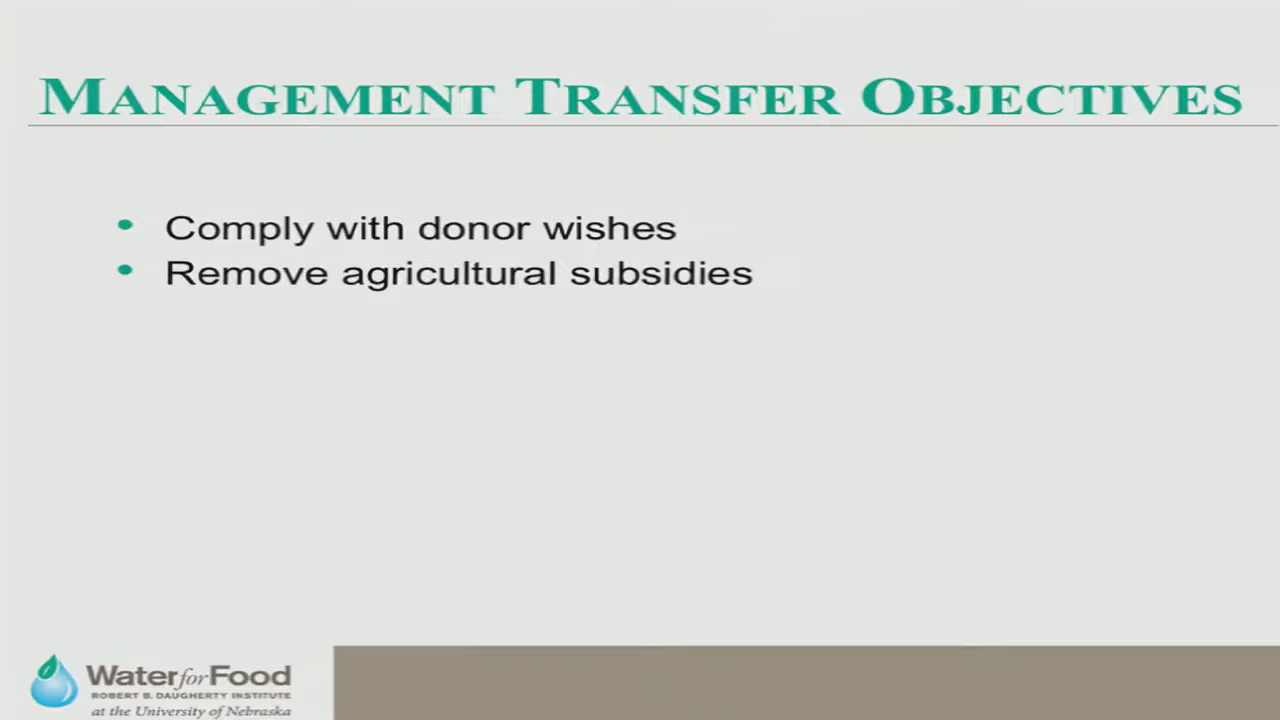 MANAGEMENT TRANSFER OBJECTIVES
• Comply with donor wishes
• Remove agricultural subsidies
Water for Food
ROBERT B. DAUGHERTY INSTITUTE
at the University of Nebraska